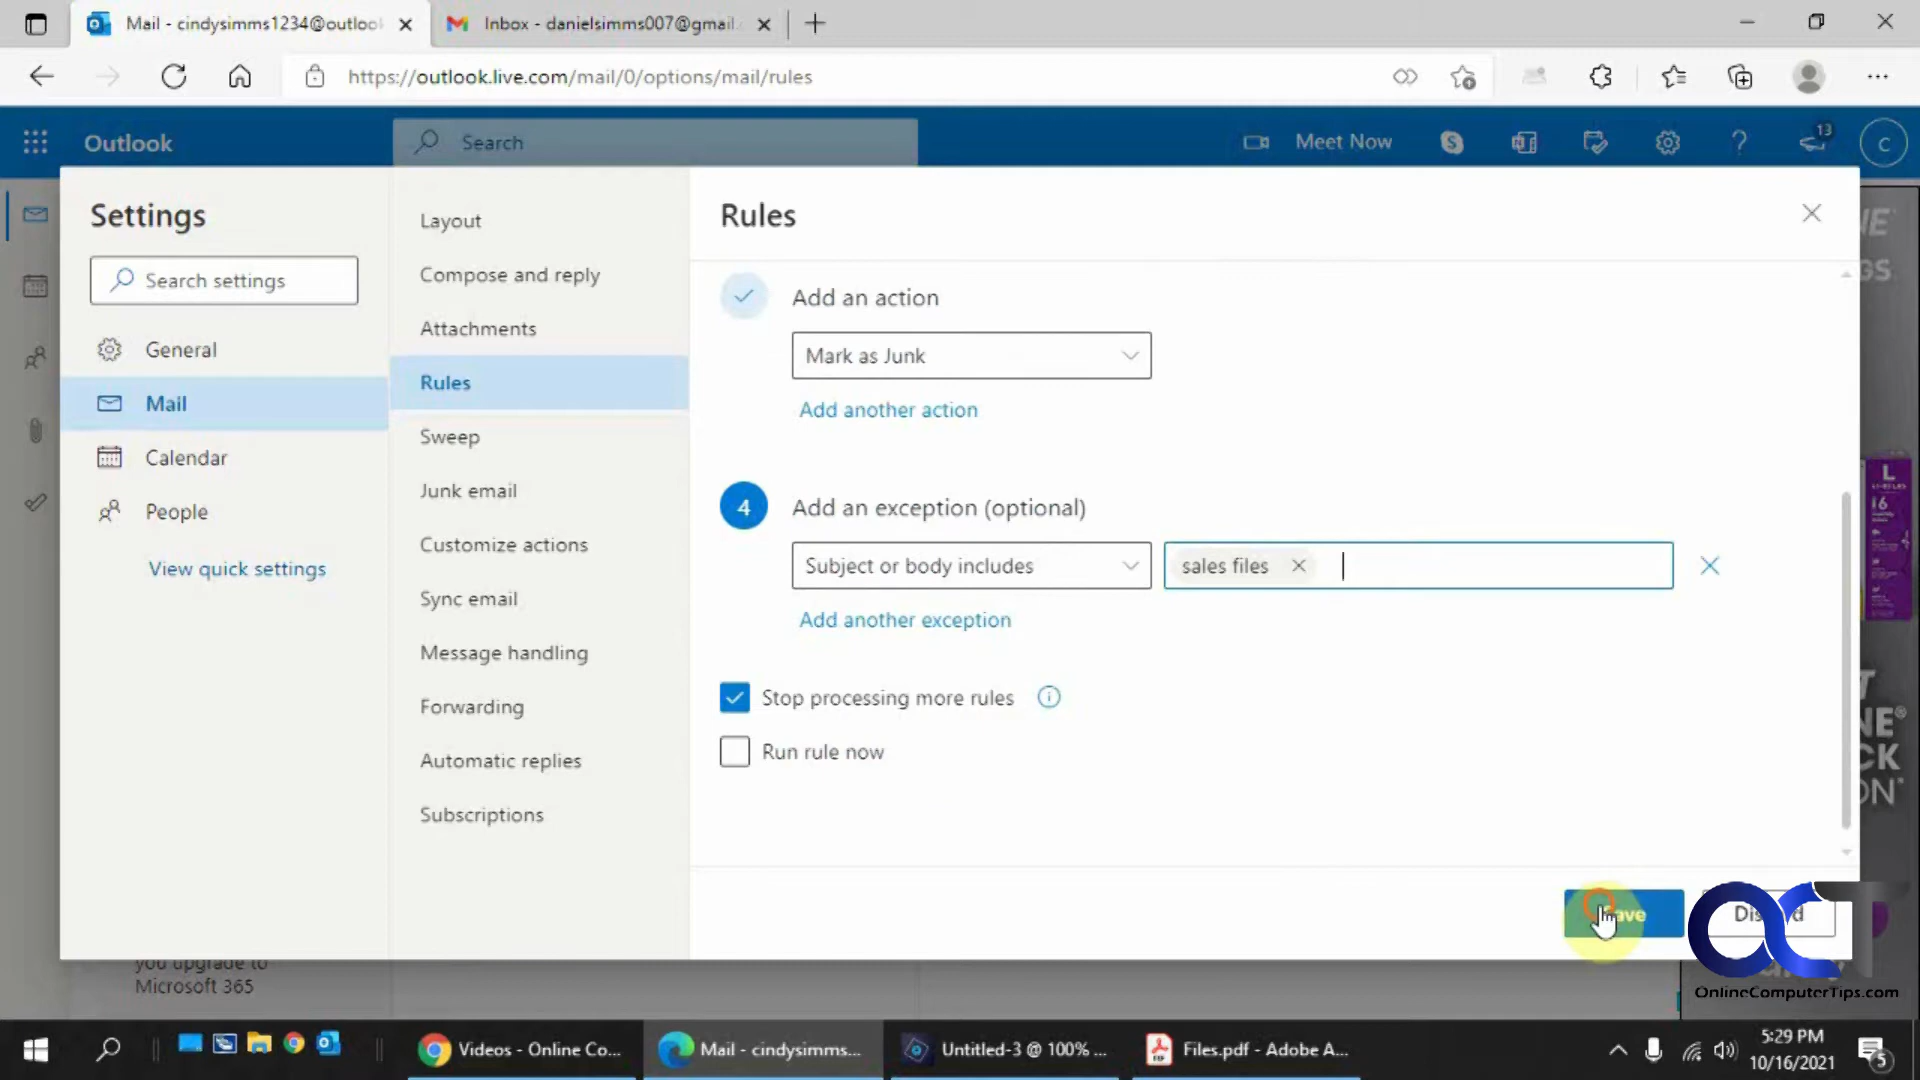 Mail - cindysimms1234@outlook
Inbox - danielsimms007@gmail.
https://outlook.live.com/mail/0/options/mail/rules
Outlook
Search
Meet Now
13
C
Settings
Search settings
General
Mail
Calendar
People
View quick settings
Layout
Compose and reply
Attachments
Rules
Sweep
Junk email
Customize actions
Sync email
Message handling
Forwarding
Automatic replies
Subscriptions
Rules
Add an action
Mark as Junk
Add another action
4
Add an exception (optional)
Subject or body includes
sales files
Add another exception
Stop processing more rules
Run rule now
you upgrade to
Microsoft 365
OnlineComputerTips.com
Videos - Online Co...
Mail - cindysimms...
Untitled-3 @ 100% ...
Files.pdf - Adobe A...
5:29 PM
10/16/2021
5